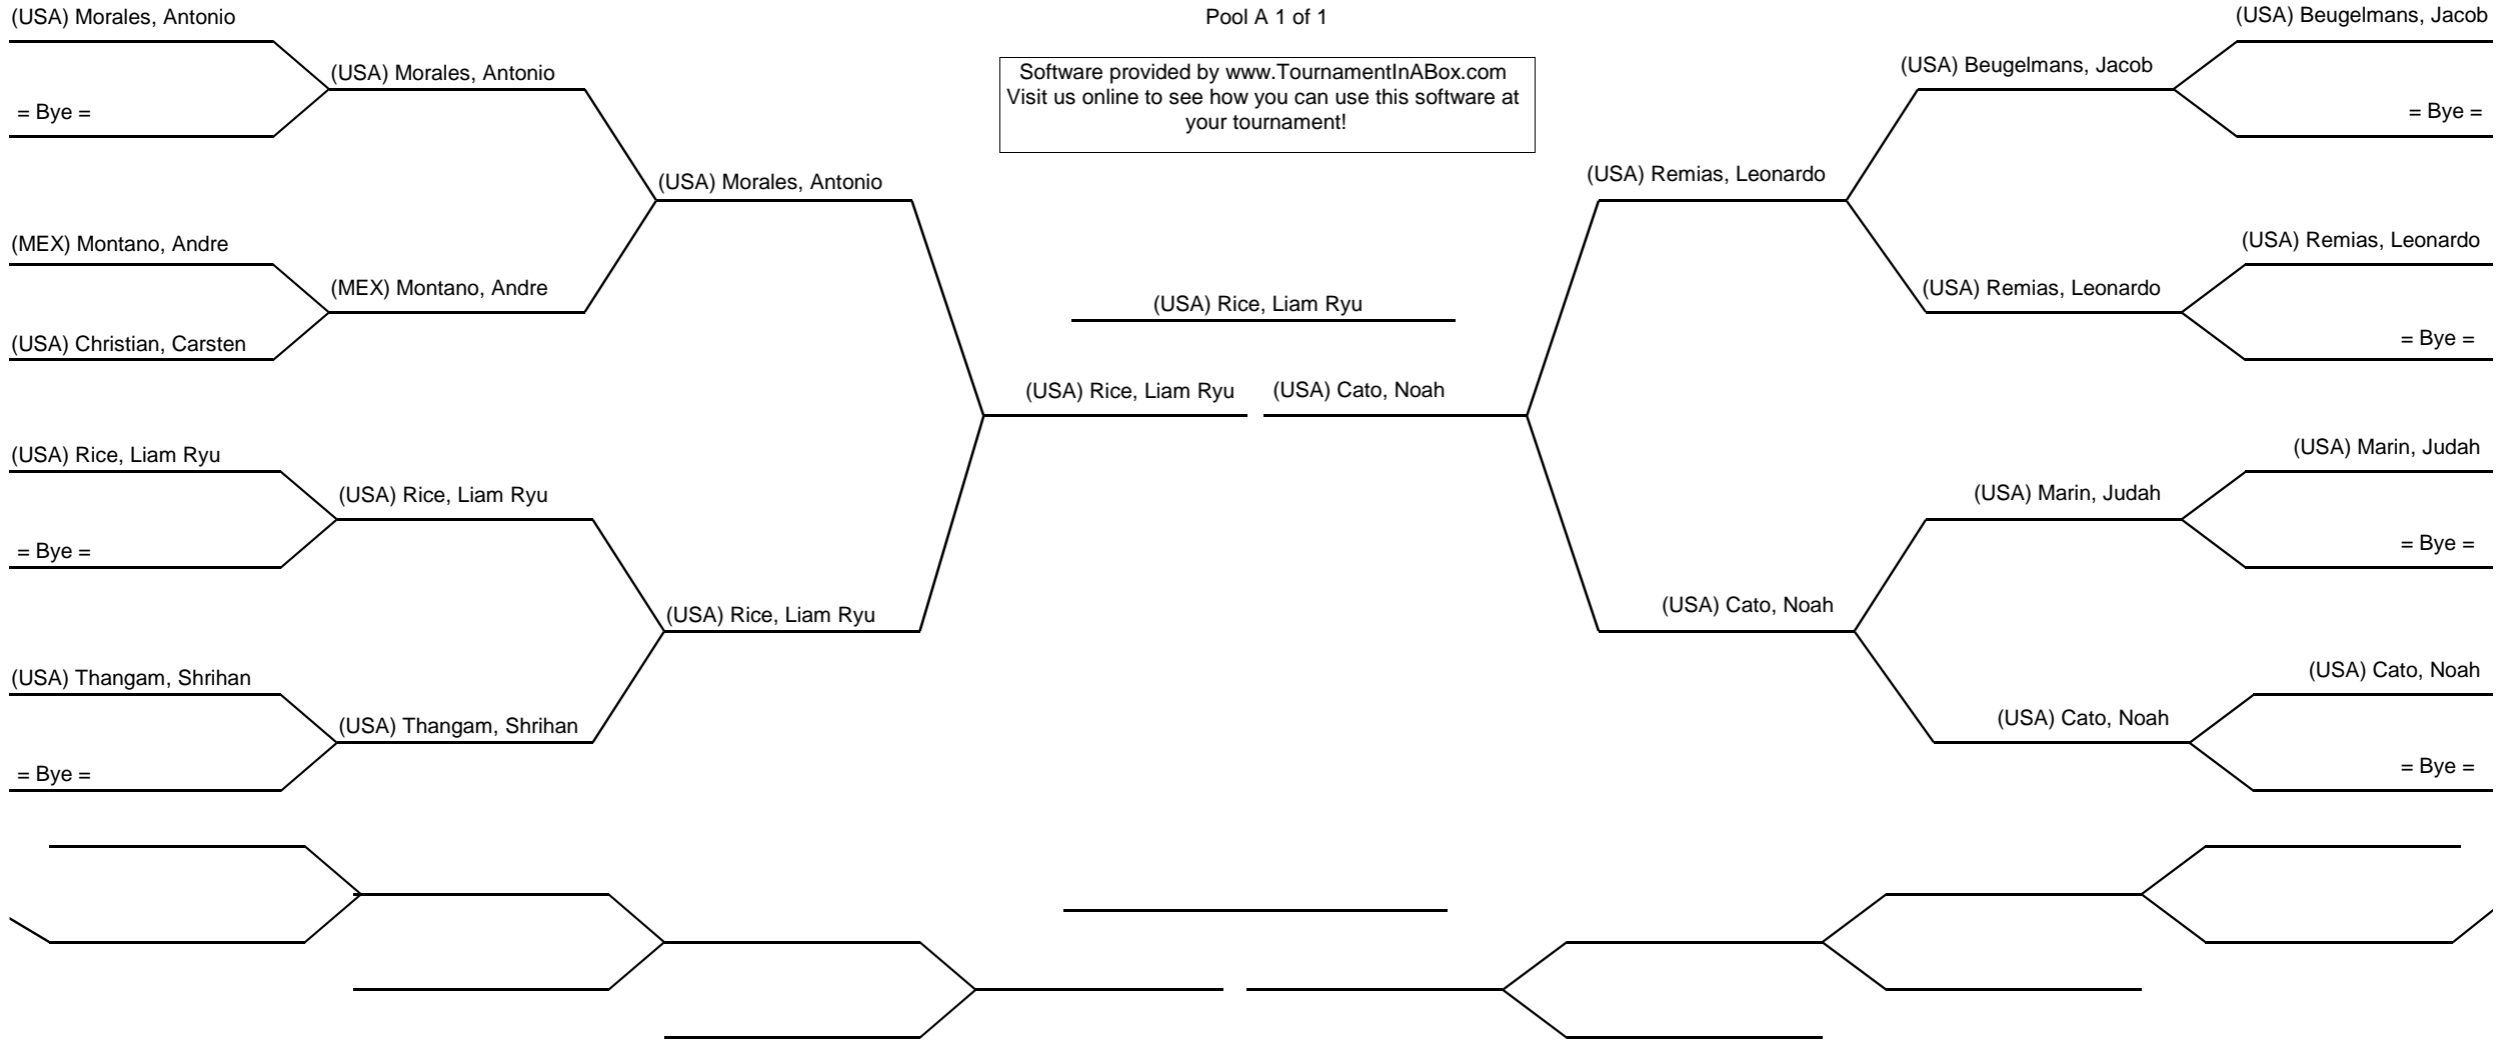 (USA) Morales, Antonio
= Bye =
(MEX) Montano, Andre
(USA) Christian, Carsten
(USA) Rice, Liam Ryu
= Bye =
(USA) Thangam, Shrihan
= Bye =
(USA) Morales, Antonio
(MEX) Montano, Andre
(USA) Rice, Liam Ryu
(USA) Thangam, Shrihan
(USA) Morales, Antonio
(USA) Rice, Liam Ryu
Pool A 1 of 1
Software provided by www.TournamentInABox.com
Visit us online to see how you can use this software at
your tournament!
(USA) Rice, Liam Ryu
(USA) Rice, Liam Ryu
(USA) Cato, Noah
(USA) Remias, Leonardo
(USA) Cato, Noah
(USA) Beugelmans, Jacob
(USA) Remias, Leonardo
(USA) Marin, Judah
(USA) Cato, Noah
(USA) Beugelmans, Jacob
= Bye =
(USA) Remias, Leonardo
= Bye =
(USA) Marin, Judah
= Bye =
(USA) Cato, Noah
= Bye =